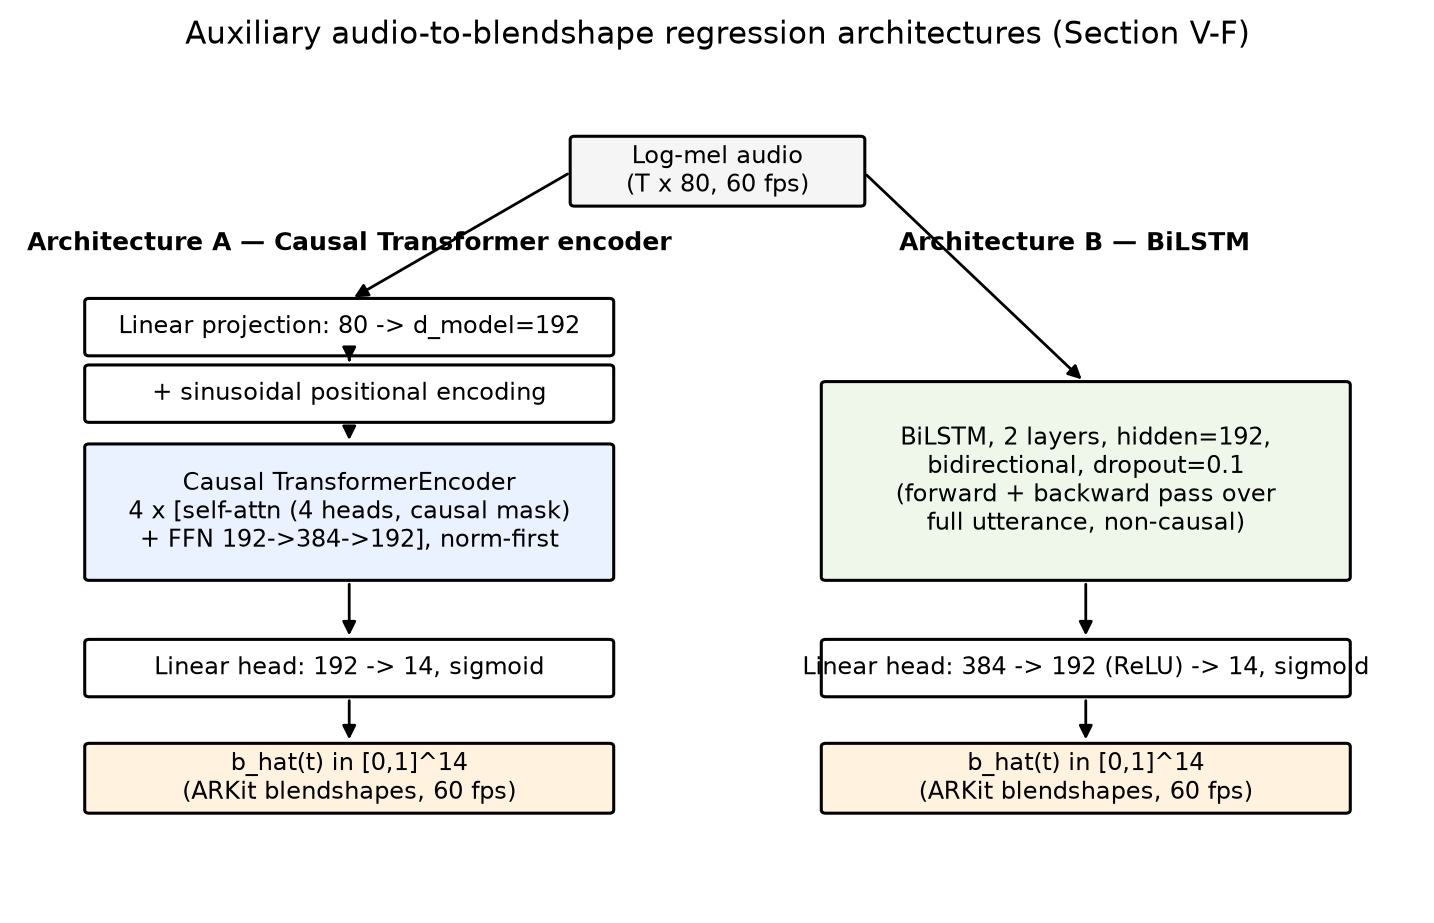 Auxiliary audio-to-blendshape regression architectures (Section V-F)
Log-mel audio
(T x 80, 60 fps)
Architecture A — Causal Transformer encoder
Linear projection: 80 -> d_model=192
+ sinusoidal positional encoding
Causal TransformerEncoder
4 x [self-attn (4 heads, causal mask)
+ FFN 192->384->192], norm-first
Linear head: 192 -> 14, sigmoid
b_hat(t) in [0,1]^14
(ARKit blendshapes, 60 fps)
Architecture B — BiLSTM
BiLSTM, 2 layers, hidden=192,
bidirectional, dropout=0.1
(forward + backward pass over
full utterance, non-causal)
Linear head: 384 -> 192 (ReLU) -> 14, sigmoid
b_hat(t) in [0,1]^14
(ARKit blendshapes, 60 fps)